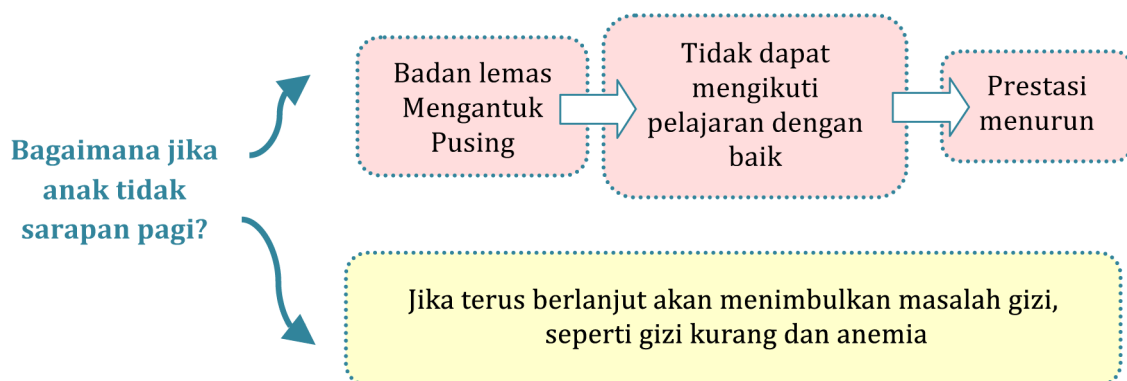 Bagaimana jika
anak tidak
sarapan pagi?
Badan lemas
Mengantuk
Pusing
Tidak dapat
mengikuti
pelajaran dengan
baik
Prestasi
menurun
Jika terus berlanjut akan menimbulkan masalah gizi,
seperti gizi kurang dan anemia